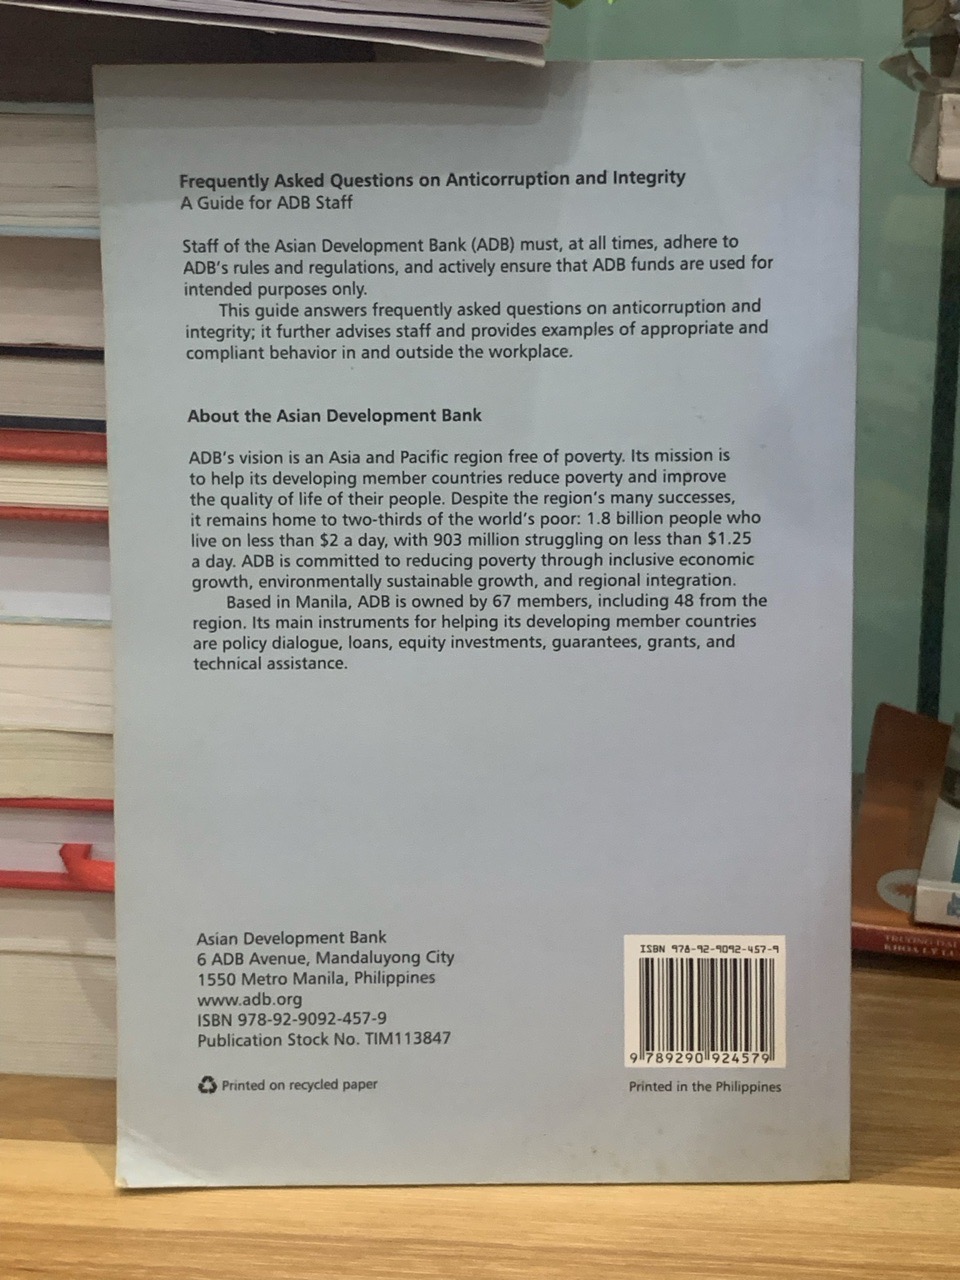 Frequently Asked Questions on Anticorruption and Integrity
A Guide for ADB Staff
Staff of the Asian Development Bank (ADB) must, at all times, adhere to
ADB's rules and regulations, and actively ensure that ADB funds are used for
intended purposes only.
This guide answers frequently asked questions on anticorruption and
integrity; it further advises staff and provides examples of appropriate and
compliant behavior in and outside the workplace.
About the Asian Development Bank
ADB's vision is an Asia and Pacific region free of poverty. Its mission is
to help its developing member countries reduce poverty and improve
the quality of life of their people. Despite the region's many successes,
it remains home to two-thirds of the world's poor: 1.8 billion people who
live on less than $2 a day, with 903 million struggling on less than $1.25
a day. ADB is committed to reducing poverty through inclusive economic
growth, environmentally sustainable growth, and regional integration.
Based in Manila, ADB is owned by 67 members, including 48 from the
region. Its main instruments for helping its developing member countries
are policy dialogue, loans, equity investments, guarantees, grants, and
technical assistance.
Asian Development Bank
6 ADB Avenue, Mandaluyong City
1550 Metro Manila, Philippines
www.adb.org
ISBN 978-92-9092-457-9
Publication Stock No. TIM113847
Printed on recycled paper
ISBN 978-92-9092-457-9
9 789290 924579
Printed in the Philippines